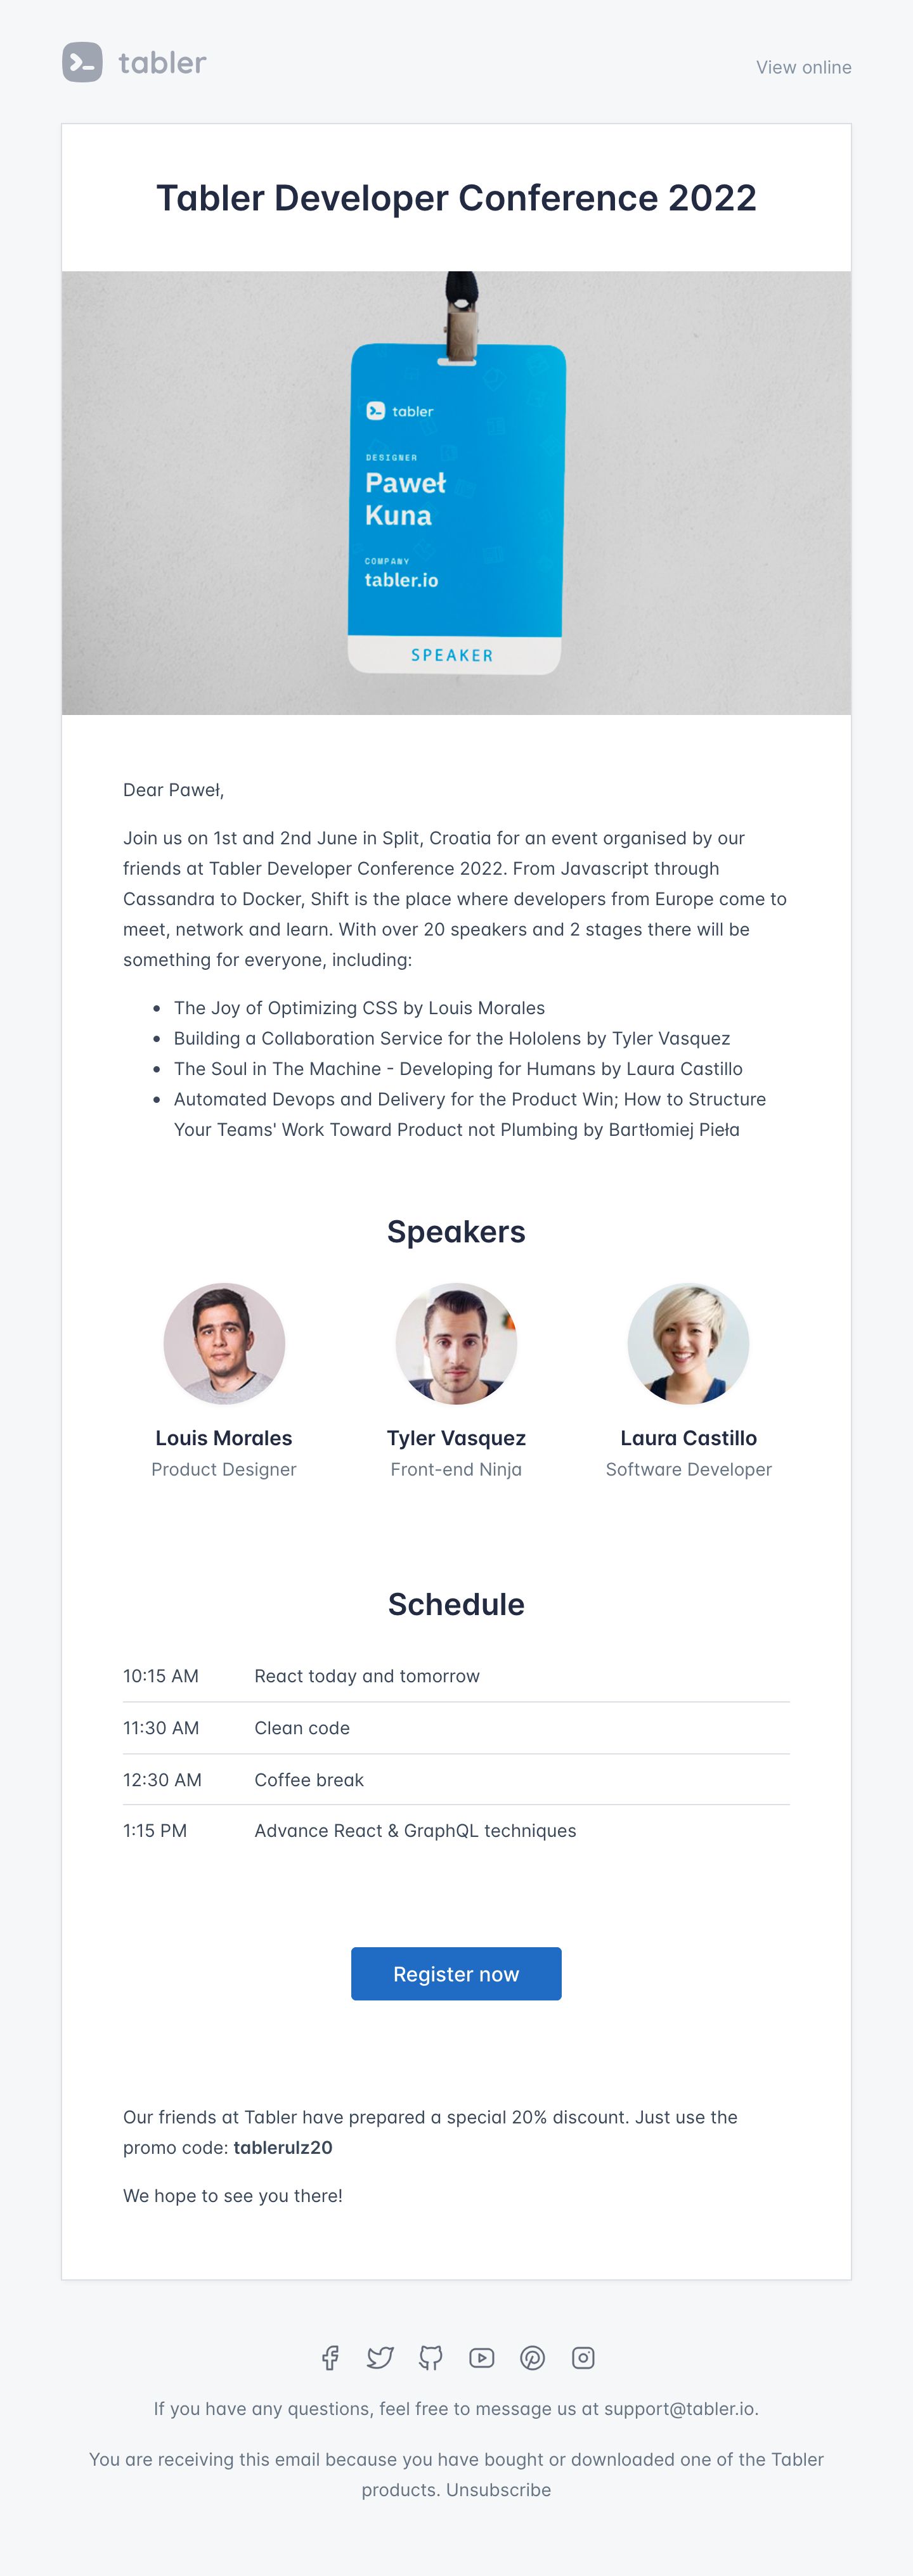 tabler
View online
Tabler Developer Conference 2022
tabler
DESIGNER
Paweł
Kuna
COMPANY
tabler.io
SPEAKER
Dear Paweł,
Join us on 1st and 2nd June in Split, Croatia for an event organised by our
friends at Tabler Developer Conference 2022. From Javascript through
Cassandra to Docker, Shift is the place where developers from Europe come to
meet, network and learn. With over 20 speakers and 2 stages there will be
something for everyone, including:
• The Joy of Optimizing CSS by Louis Morales
• Building a Collaboration Service for the Hololens by Tyler Vasquez
• The Soul in The Machine - Developing for Humans by Laura Castillo
• Automated Devops and Delivery for the Product Win; How to Structure
Your Teams' Work Toward Product not Plumbing by Bartłomiej Pieła
Speakers
Louis Morales Tyler Vasquez Laura Castillo
Product Designer Front-end Ninja Software Developer
Schedule
10:15 AM React today and tomorrow
11:30 AM Clean code
12:30 AM Coffee break
1:15 PM Advance React & GraphQL techniques
Register now
Our friends at Tabler have prepared a special 20% discount. Just use the
promo code: tablerulz20
We hope to see you there!
If you have any questions, feel free to message us at support@tabler.io.
You are receiving this email because you have bought or downloaded one of the Tabler
products. Unsubscribe